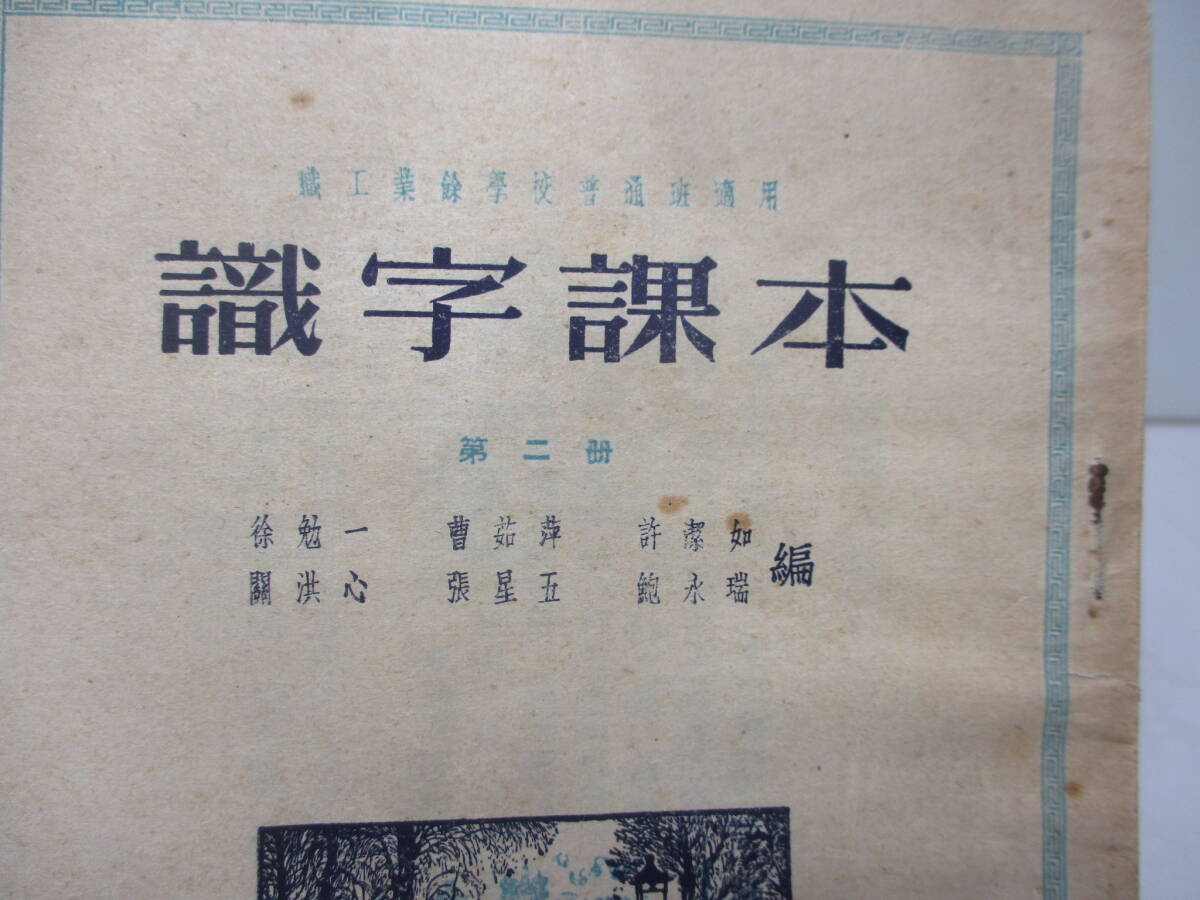 職工業餘學校普通班適用
識字課本
第二册
徐勉一 曹茹萍 許潔如
關洪心 張星五 鮑永瑞 編